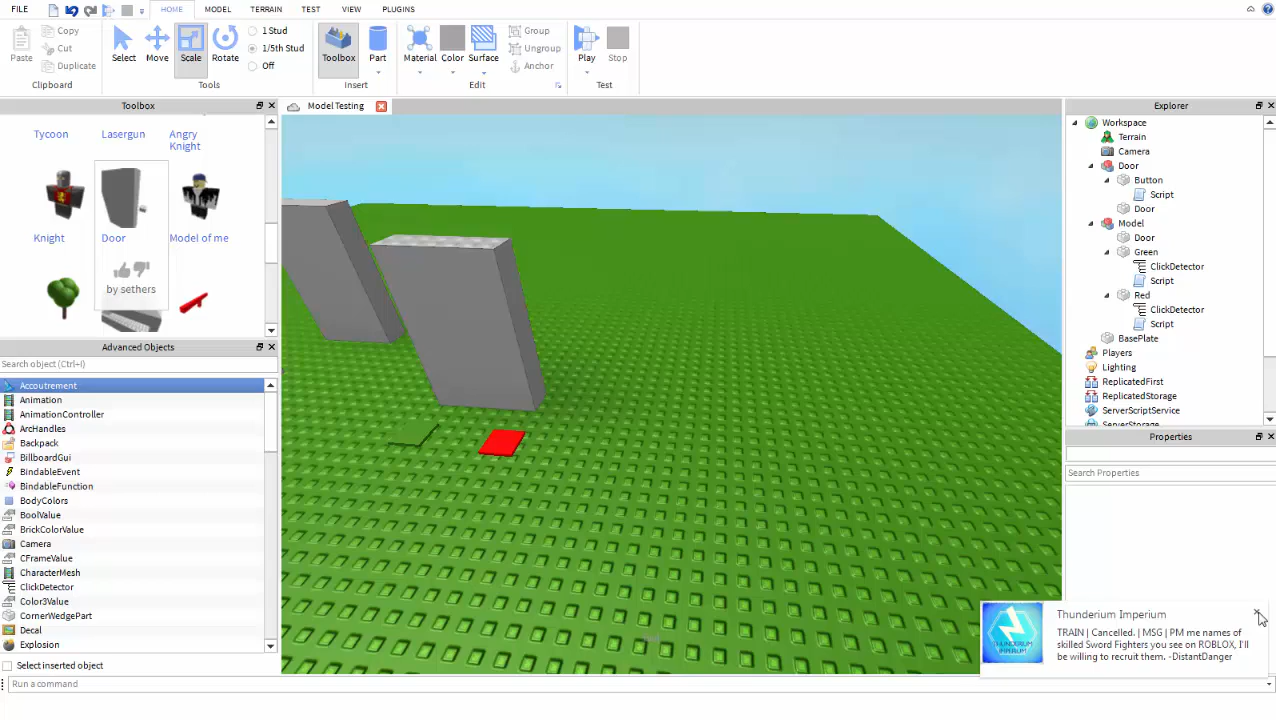 FILE
HOME MODEL TERRAIN TEST VIEW PLUGINS
Paste
Copy
Cut
Duplicate
Clipboard
Select Move Scale Rotate
1 Stud
1/5th Stud
Off
Tools
Toolbox Part
Insert
Material Color Surface
Group
Ungroup
Anchor
Edit
Play Stop
Test
Toolbox
Tycoon Lasergun Angry
Knight
Knight Door Model of me
by sethers
Advanced Objects
Search object (Ctrl+I)
Accoutrement
Animation
AnimationController
ArcHandles
Backpack
BillboardGui
BindableEvent
BindableFunction
BodyColors
BoolValue
BrickColorValue
Camera
CFrameValue
CharacterMesh
ClickDetector
Color3Value
CornerWedgePart
Decal
Explosion
Select inserted object
Run a command
Model Testing
Explorer
Workspace
Terrain
Camera
Door
Button
Script
Door
Model
Door
Green
ClickDetector
Script
Red
ClickDetector
Script
BasePlate
Players
Lighting
ReplicatedFirst
ReplicatedStorage
ServerScriptService
ServerStorage
Properties
Search Properties
THUNDERIUM
IMPERIUM
Thunderium Imperium
TRAIN | Cancelled. | MSG | PM me names of
skilled Sword Fighters you see on ROBLOX, I'll
be willing to recruit them. -DistantDanger